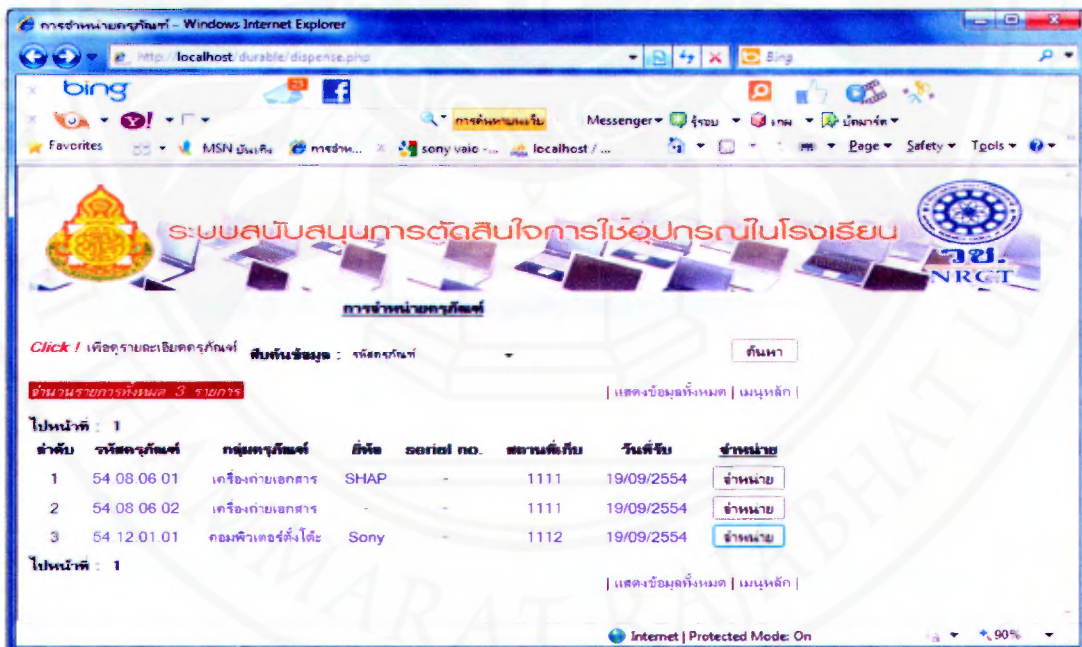 การจำหน่ายครุภัณฑ์ - Windows Internet Explorer
http://localhost/durable/dispense.php
Bing
bing
การค้นหาบนเว็บ Messenger
Favorites MSN บันเทิง sony vaio -... localhost / ... Page Safety Tools
ระบบสนับสนุนการตัดสินใจการใช้อุปกรณ์ในโรงเรียน
วช.
NRCT
การจำหน่ายครุภัณฑ์
Click ! เพื่อดูรายละเอียดครุภัณฑ์ สืบค้นข้อมูล : รหัสครุภัณฑ์ ค้นหา
จำนวนรายการทั้งหมด 3 รายการ | แสดงข้อมูลทั้งหมด | เมนูหลัก |
ไปหน้าที่ : 1
ลำดับ รหัสครุภัณฑ์ กลุ่มครุภัณฑ์ ยี่ห้อ serial no. สถานที่เก็บ วันที่รับ จำหน่าย
1 54.08.06.01 เครื่องถ่ายเอกสาร SHAP - 1111 19/09/2554 จำหน่าย
2 54.08.06.02 เครื่องถ่ายเอกสาร - - 1111 19/09/2554 จำหน่าย
3 54.12.01.01 คอมพิวเตอร์ตั้งโต๊ะ Sony - 1112 19/09/2554 จำหน่าย
ไปหน้าที่ : 1
| แสดงข้อมูลทั้งหมด | เมนูหลัก |
Internet | Protected Mode: On 90%